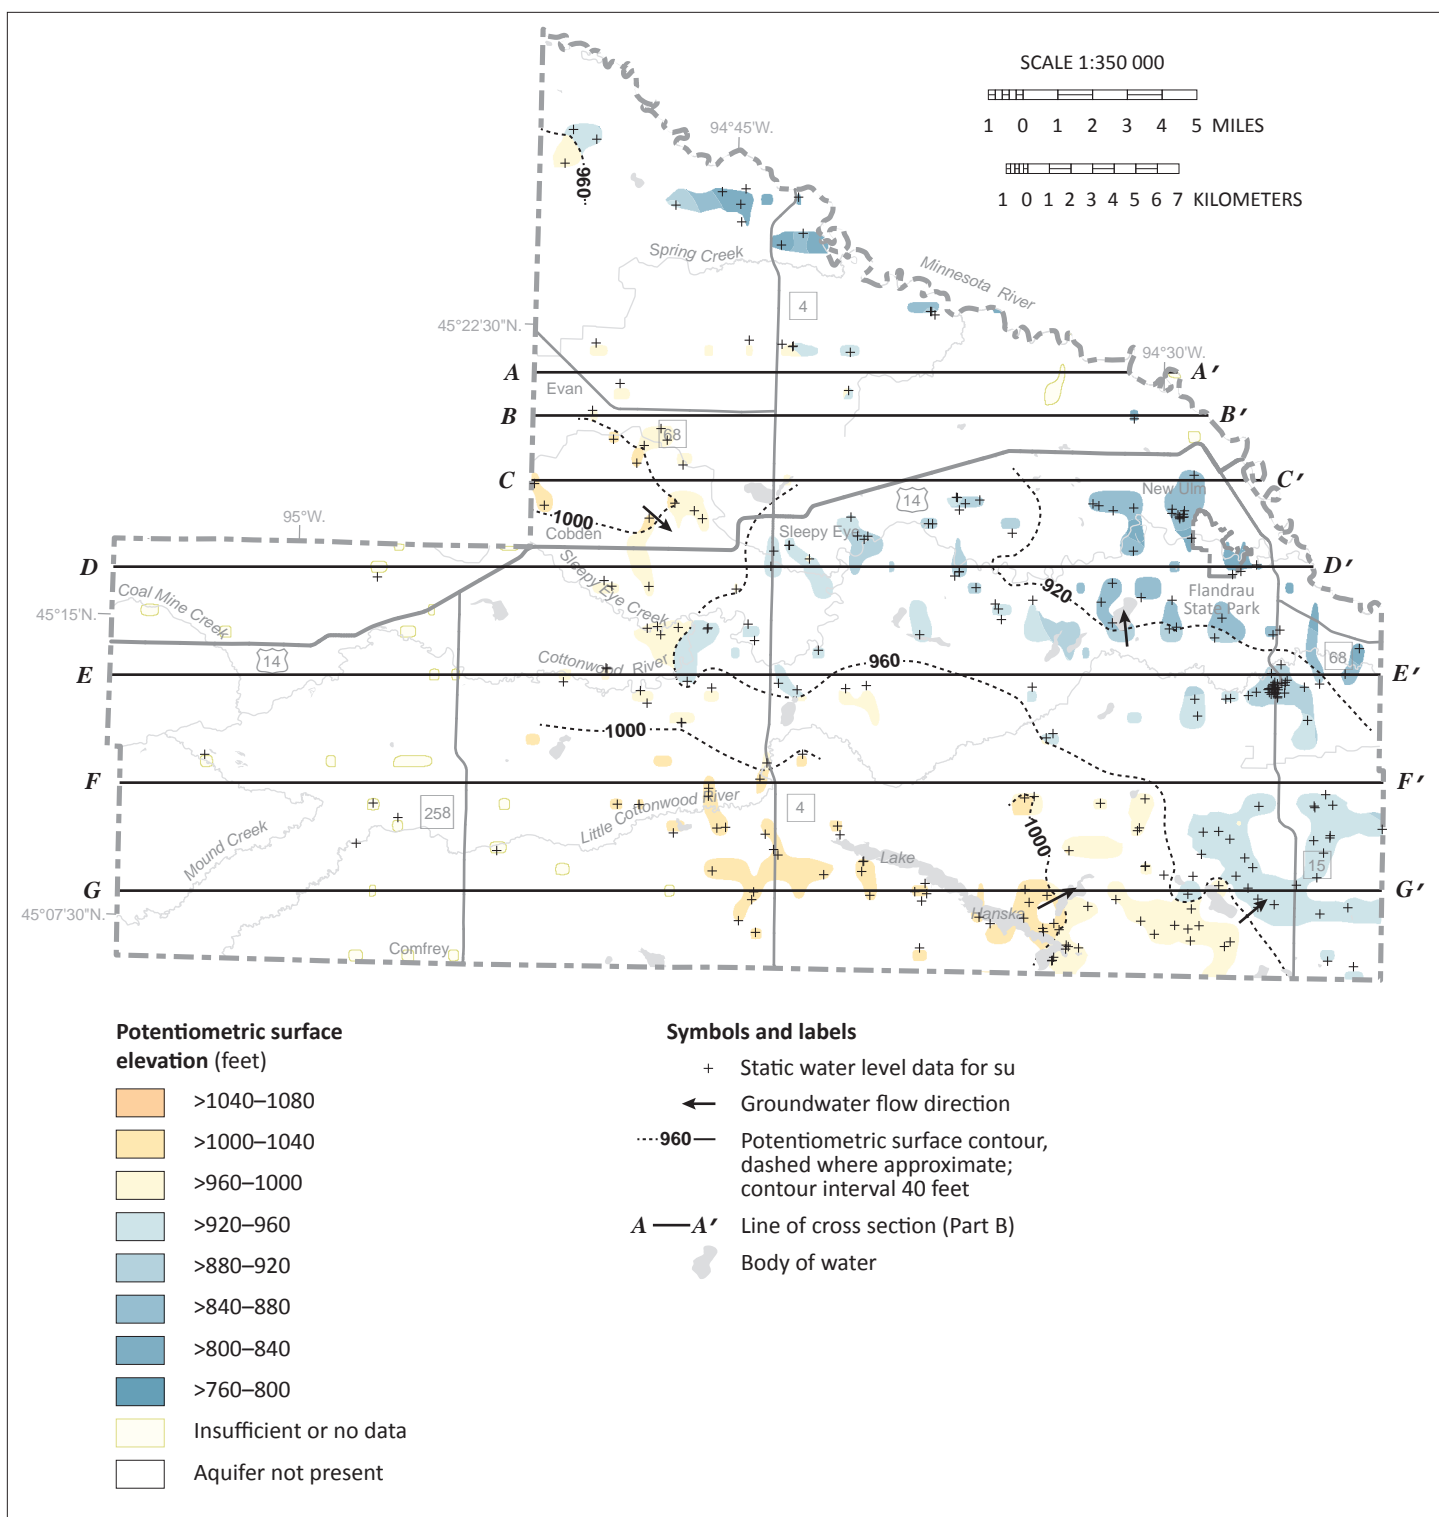 SCALE 1:350 000
1 0 1 2 3 4 5 MILES
1 0 1 2 3 4 5 6 7 KILOMETERS
94°45'W.
960
Spring Creek
Minnesota River
4
45°22'30"N.
94°30'W.
A A′
Evan
B B′
68
C C′
New Ulm
14
1000
Cobden
Sleepy Eye
95°W.
D D′
Coal Mine Creek
Sleepy Eye Creek
920
Flandrau
State Park
45°15'N.
14
Cottonwood River
960
68
E E′
1000
F F′
258
Little Cottonwood River
4
Mound Creek
1000
Lake
Hanska
15
G G′
45°07'30"N.
Comfrey
Potentiometric surface
elevation (feet)
>1040–1080
>1000–1040
>960–1000
>920–960
>880–920
>840–880
>800–840
>760–800
Insufficient or no data
Aquifer not present
Symbols and labels
+ Static water level data for su
Groundwater flow direction
960 Potentiometric surface contour,
dashed where approximate;
contour interval 40 feet
A — A′ Line of cross section (Part B)
Body of water